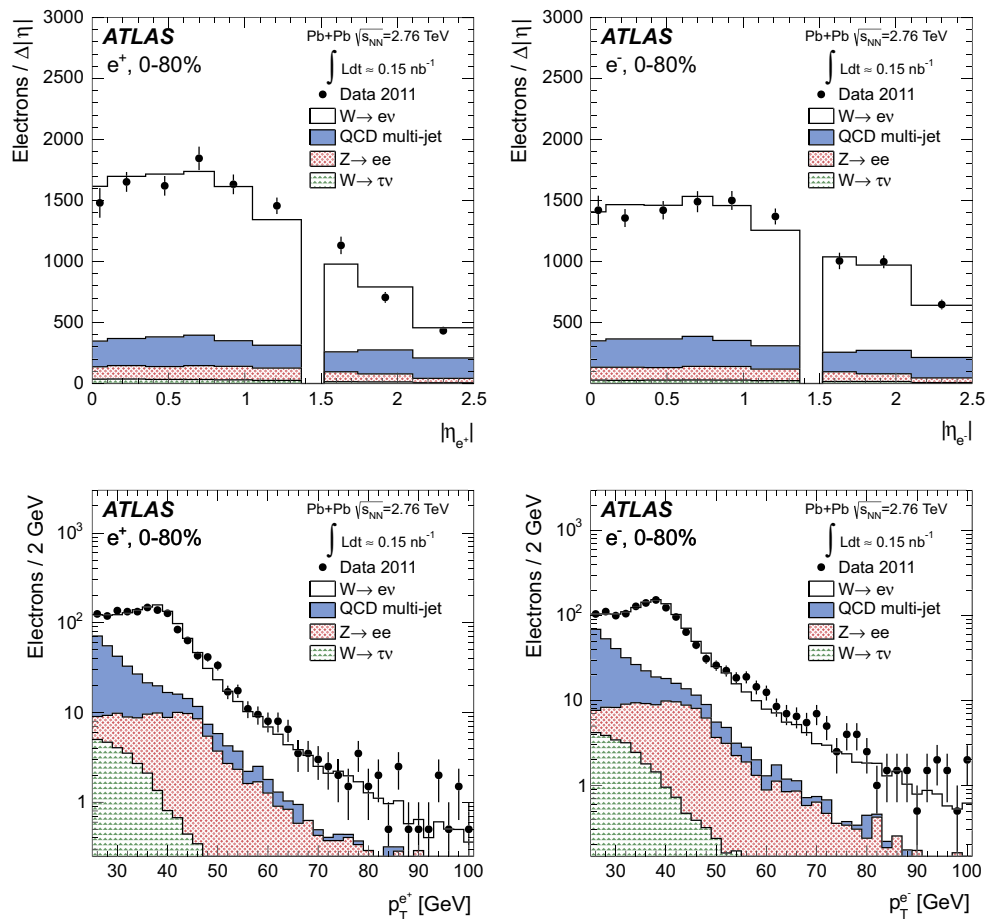 Electrons / Δ|η|
3000
2500
2000
1500
1000
500
0
ATLAS
e⁺, 0-80%
Pb+Pb √sNN=2.76 TeV
∫ Ldt ≈ 0.15 nb⁻¹
Data 2011
W→ eν
QCD multi-jet
Z→ ee
W→ τν
0 0.5 1 1.5 2 2.5
|ηe⁺|
Electrons / Δ|η|
3000
2500
2000
1500
1000
500
0
ATLAS
e⁻, 0-80%
Pb+Pb √sNN=2.76 TeV
∫ Ldt ≈ 0.15 nb⁻¹
Data 2011
W→ eν
QCD multi-jet
Z→ ee
W→ τν
0 0.5 1 1.5 2 2.5
|ηe⁻|
Electrons / 2 GeV
10³
10²
10
1
ATLAS
e⁺, 0-80%
Pb+Pb √sNN=2.76 TeV
∫ Ldt ≈ 0.15 nb⁻¹
Data 2011
W→ eν
QCD multi-jet
Z→ ee
W→ τν
30 40 50 60 70 80 90 100
pT e⁺ [GeV]
Electrons / 2 GeV
10³
10²
10
1
ATLAS
e⁻, 0-80%
Pb+Pb √sNN=2.76 TeV
∫ Ldt ≈ 0.15 nb⁻¹
Data 2011
W→ eν
QCD multi-jet
Z→ ee
W→ τν
30 40 50 60 70 80 90 100
pT e⁻ [GeV]